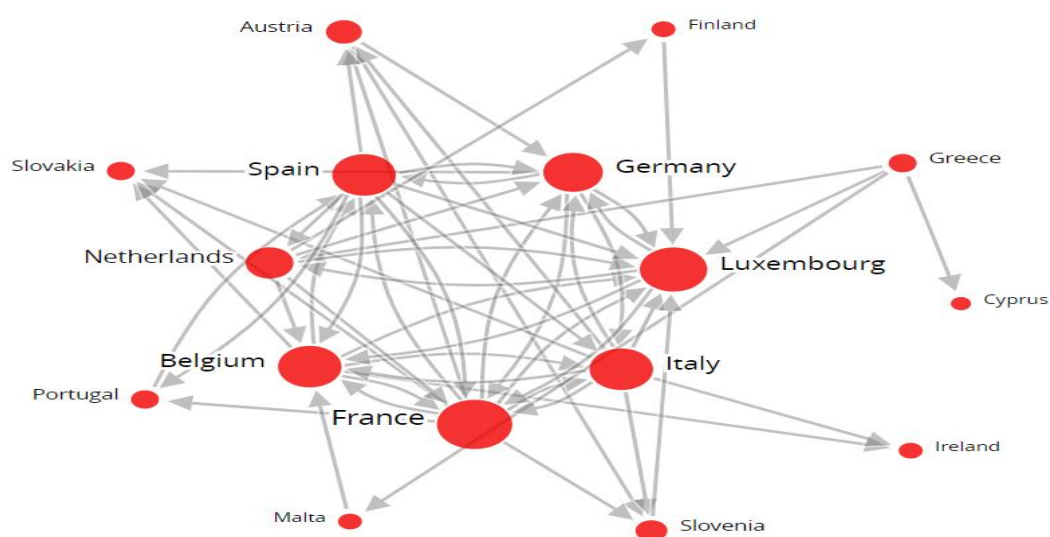 Austria
Finland
Slovakia
Spain
Germany
Greece
Netherlands
Luxembourg
Cyprus
Belgium
Italy
Portugal
France
Ireland
Malta
Slovenia